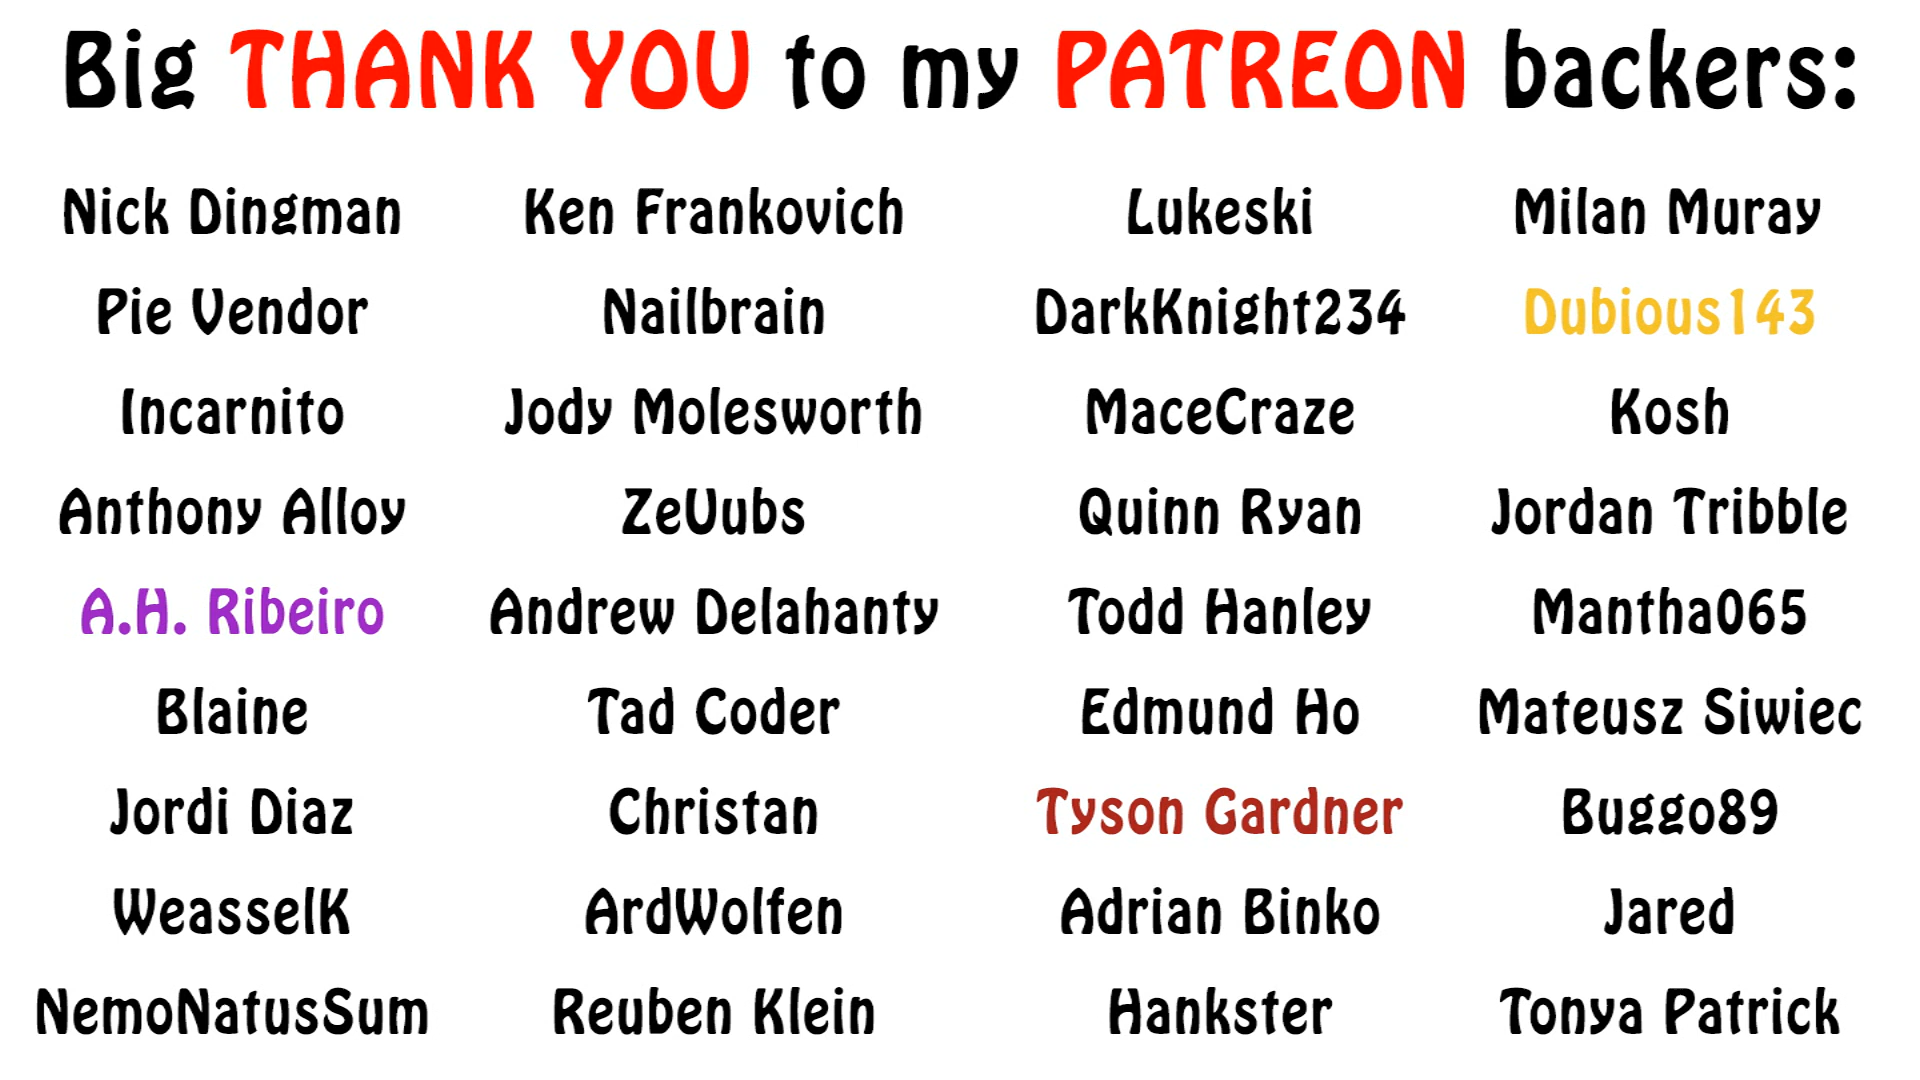 Big THANK YOU to my PATREON backers:
Nick Dingman Ken Frankovich Lukeski Milan Muray
Pie Vendor Nailbrain DarkKnight234 Dubious143
Incarnito Jody Molesworth MaceCraze Kosh
Anthony Alloy ZeUubs Quinn Ryan Jordan Tribble
A.H. Ribeiro Andrew Delahanty Todd Hanley Mantha065
Blaine Tad Coder Edmund Ho Mateusz Siwiec
Jordi Diaz Christan Tyson Gardner Buggo89
WeasselK ArdWolfen Adrian Binko Jared
NemoNatusSum Reuben Klein Hankster Tonya Patrick